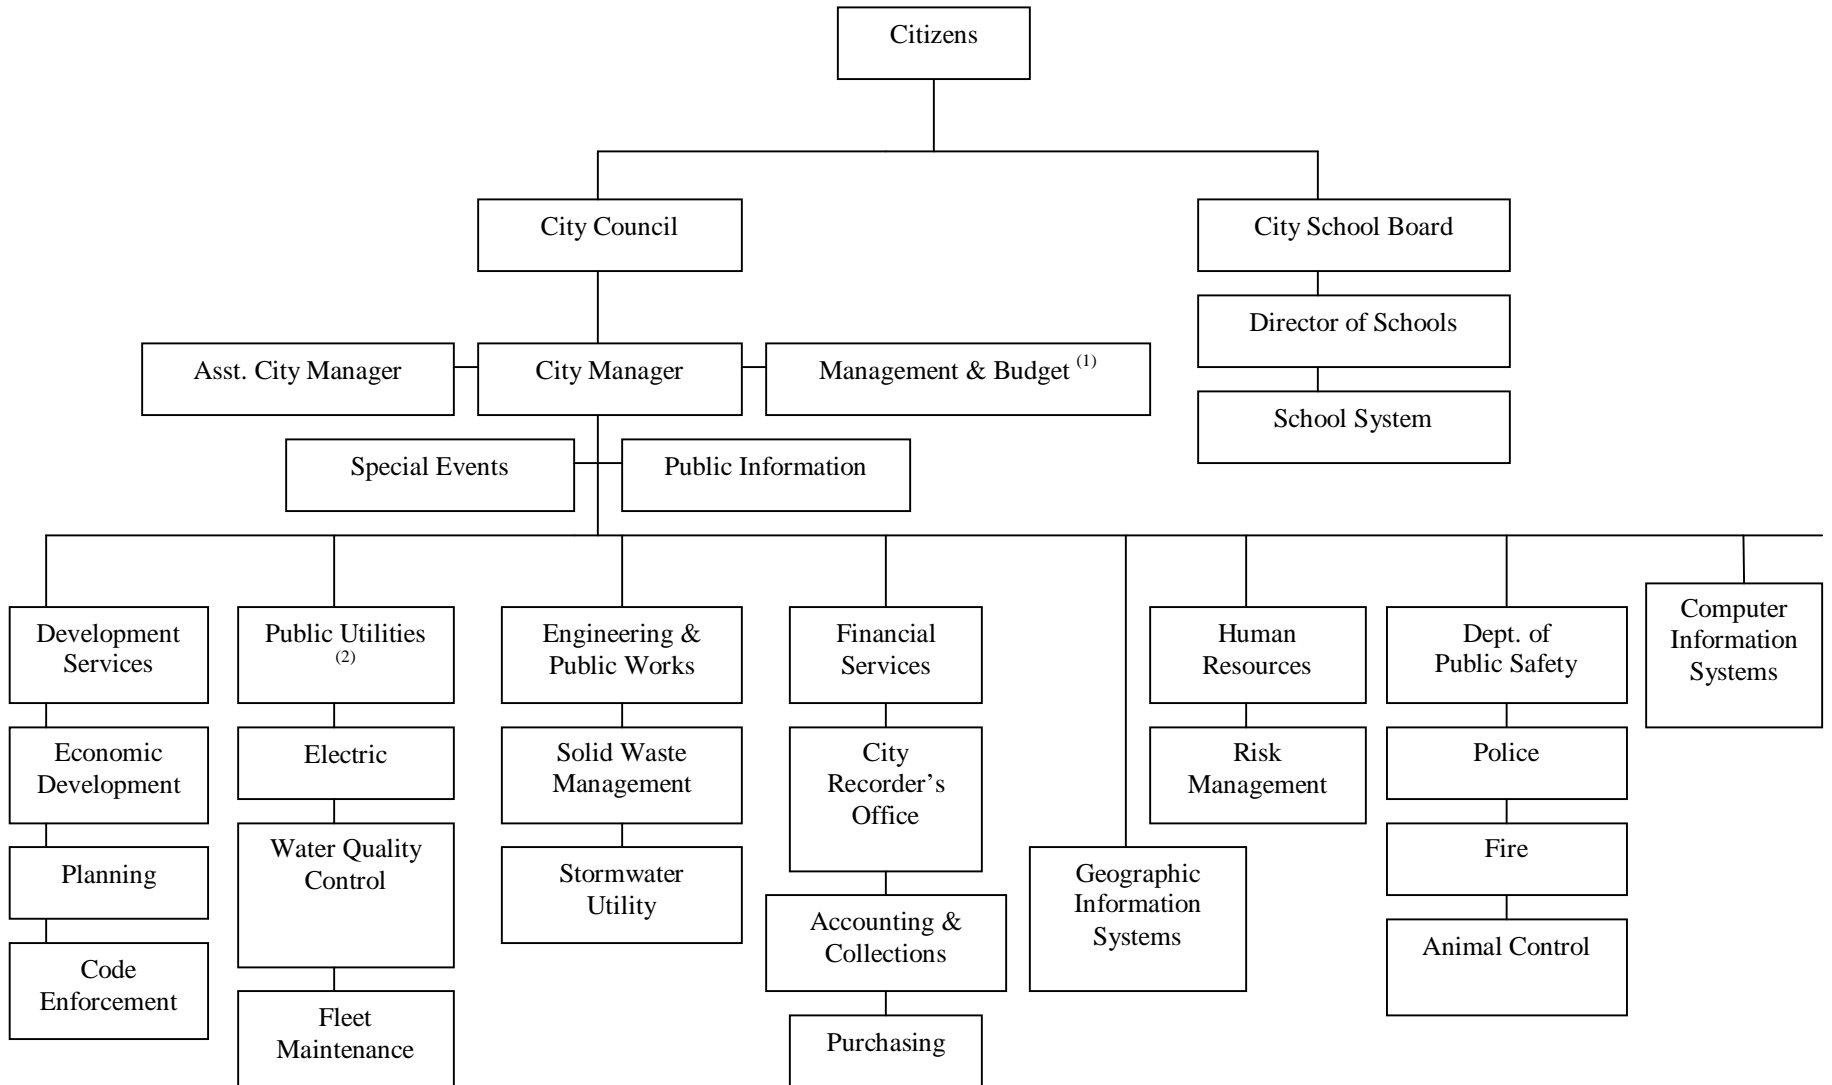 Citizens
City Council
City School Board
Director of Schools
Asst. City Manager
City Manager
Management & Budget (1)
School System
Special Events
Public Information
Development
Services
Public Utilities
(2)
Engineering &
Public Works
Financial
Services
Human
Resources
Dept. of
Public Safety
Computer
Information
Systems
Economic
Development
Electric
Solid Waste
Management
City
Recorder’s
Office
Risk
Management
Police
Planning
Water Quality
Control
Stormwater
Utility
Geographic
Information
Systems
Fire
Accounting &
Collections
Animal Control
Code
Enforcement
Fleet
Maintenance
Purchasing